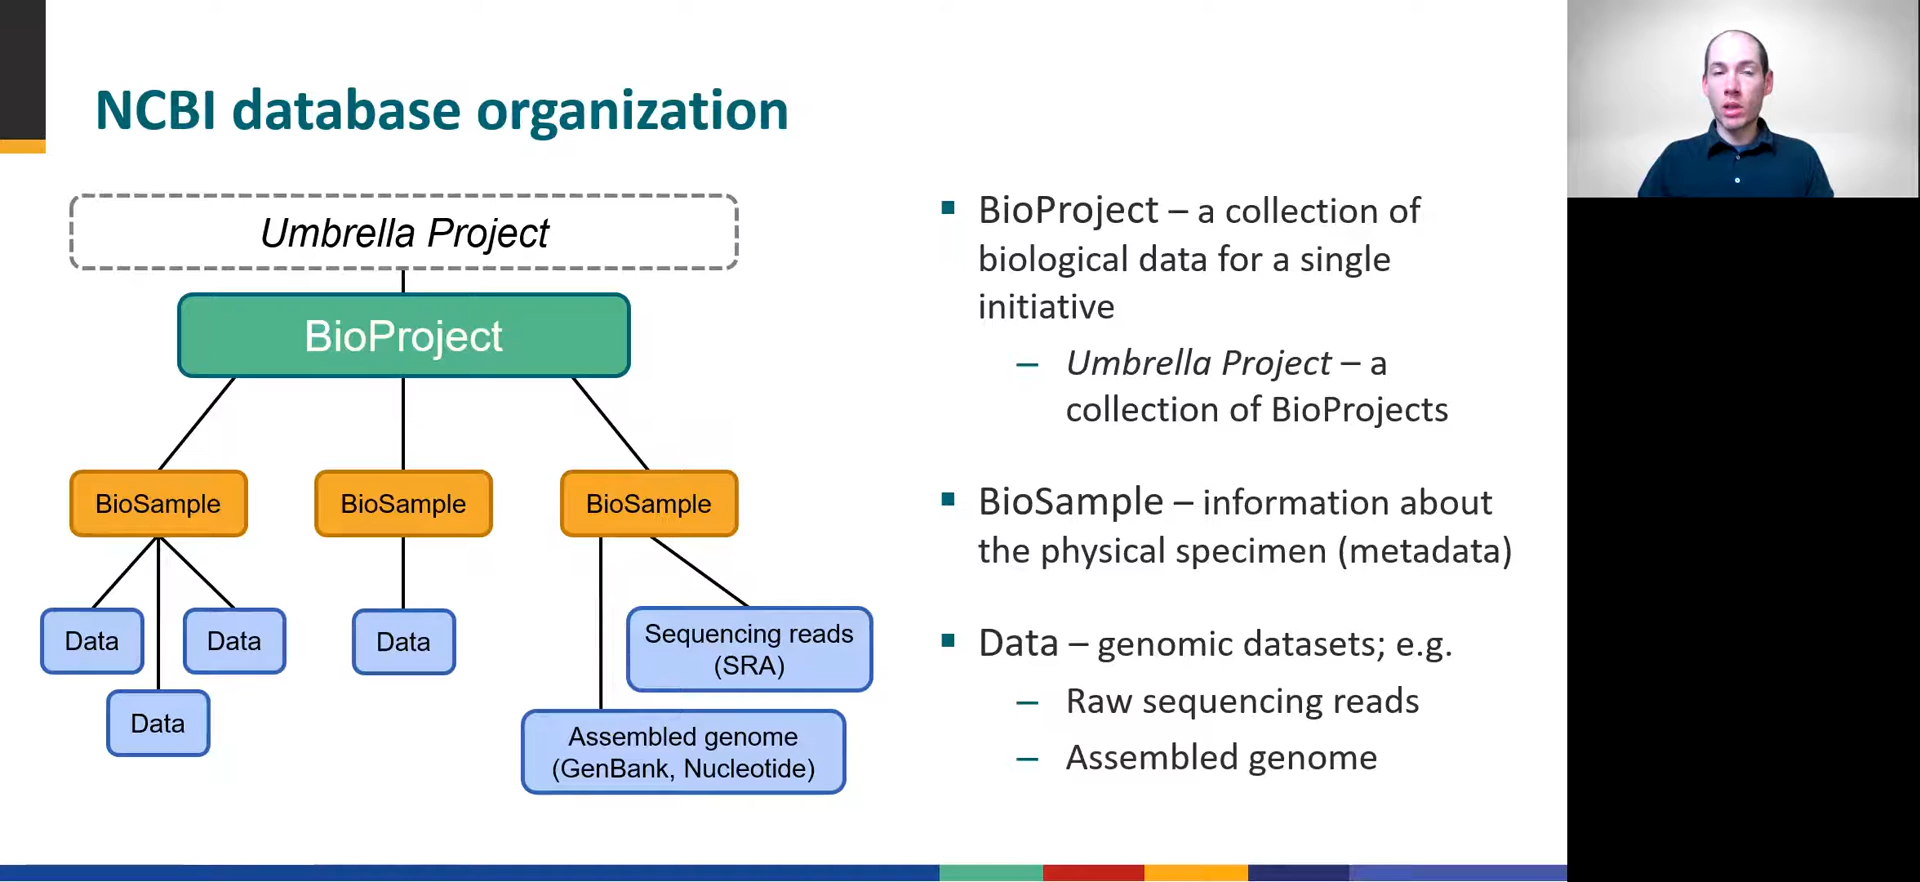 NCBI database organization
Umbrella Project
BioProject
BioSample
BioSample
BioSample
Data
Data
Data
Data
Sequencing reads
(SRA)
Assembled genome
(GenBank, Nucleotide)
▪ BioProject – a collection of
biological data for a single
initiative
– Umbrella Project – a
collection of BioProjects
▪ BioSample – information about
the physical specimen (metadata)
▪ Data – genomic datasets; e.g.
– Raw sequencing reads
– Assembled genome